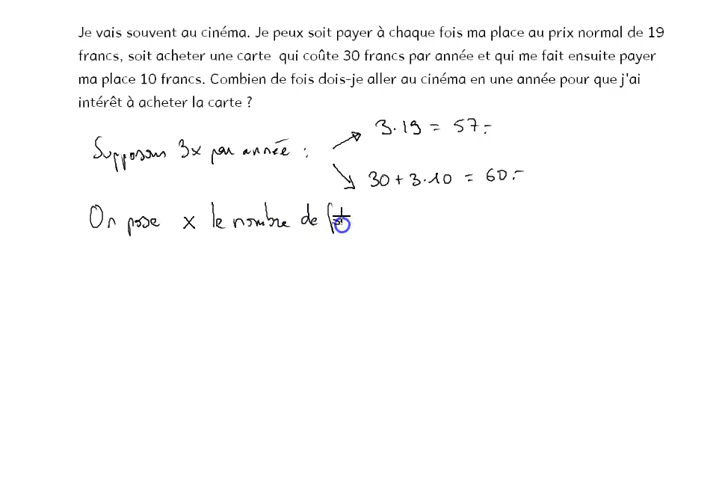 Je vais souvent au cinéma. Je peux soit payer à chaque fois ma place au prix normal de 19
francs, soit acheter une carte qui coûte 30 francs par année et qui me fait ensuite payer
ma place 10 francs. Combien de fois dois-je aller au cinéma en une année pour que j'ai
intérêt à acheter la carte ?
3·19 = 57.-
Supposons 3x par année :
30 + 3·10 = 60.-
On pose x le nombre de